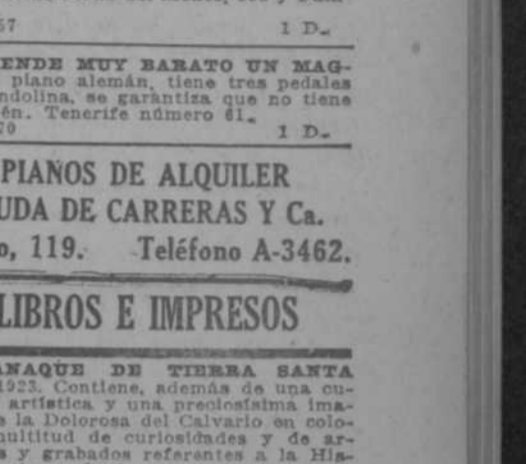 57 1 D.
ENDE MUY BARATO UN MAG-
piano alemán, tiene tres pedales
ndolina, se garantiza que no tiene
én. Tenerife número 61.
70 1 D.
PIANOS DE ALQUILER
UDA DE CARRERAS Y Ca.
o, 119. Teléfono A-3462.
LIBROS E IMPRESOS
ANAQUE DE TIERRA SANTA
1923. Contiene, además de una cu-
artística y una preciosísima ima-
e la Dolorosa del Calvario en colo-
multitud de curiosidades y de ar-
s y grabados referentes a la His-